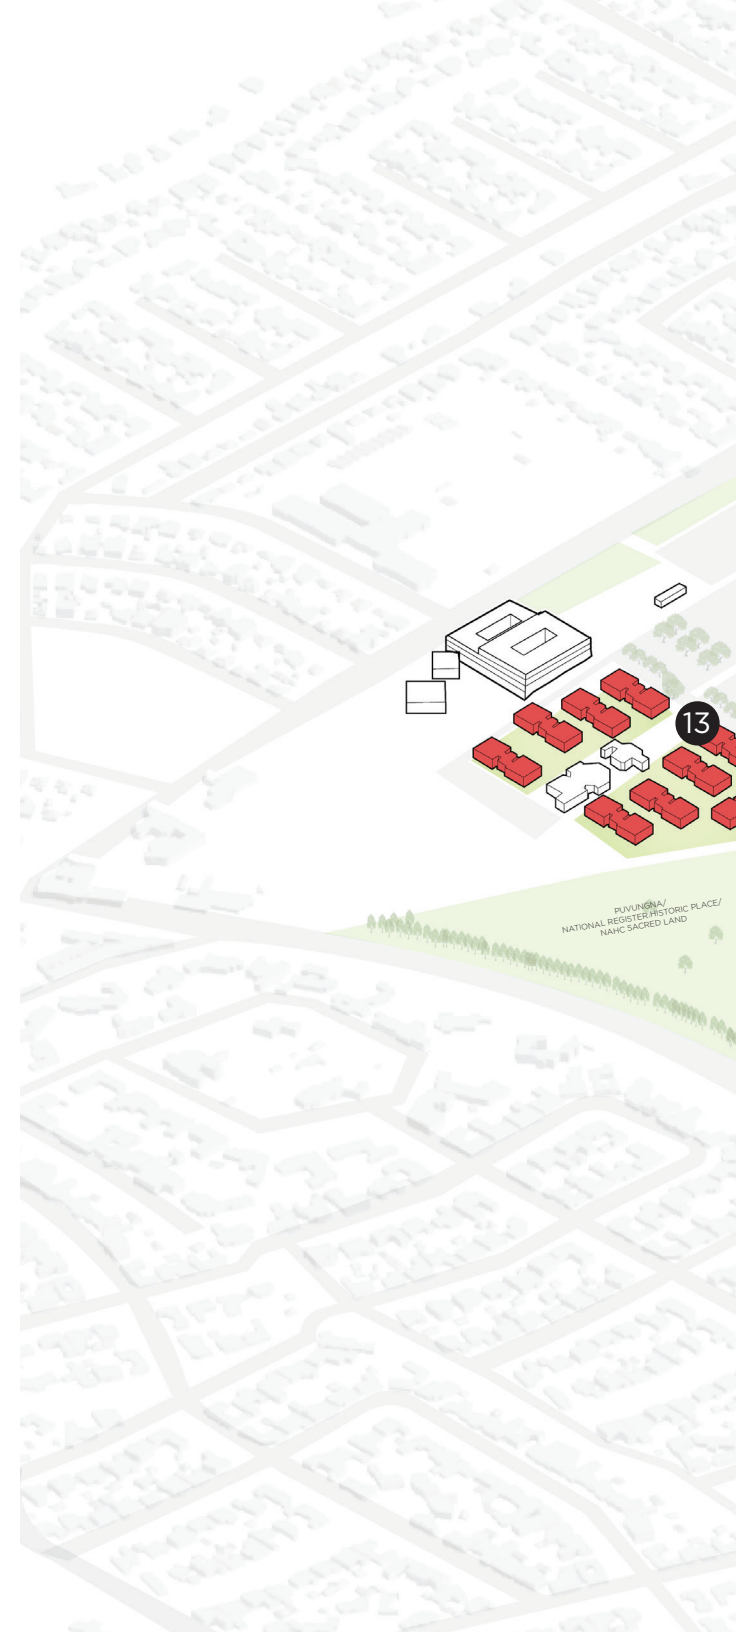 13
PUVUNGNA/
NATIONAL REGISTER HISTORIC PLACE/
NAHC SACRED LAND